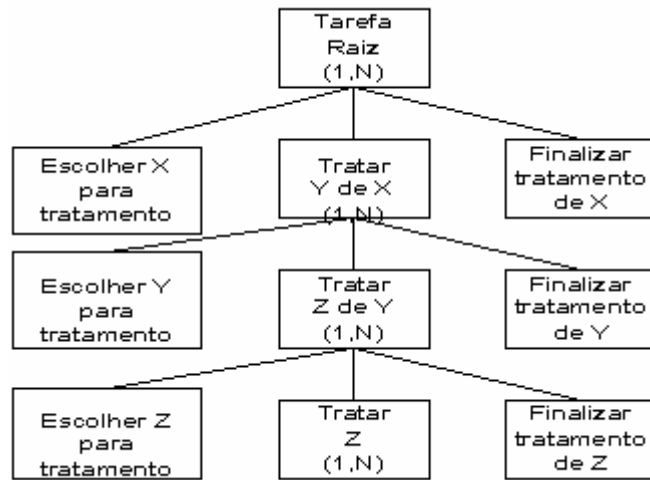 Tarefa
Raiz
(1,N)
Escolher X
para
tratamento
Tratar
Y de X
(1,N)
Finalizar
tratamento
de X
Escolher Y
para
tratamento
Tratar
Z de Y
(1,N)
Finalizar
tratamento
de Y
Escolher Z
para
tratamento
Tratar
Z
(1,N)
Finalizar
tratamento
de Z